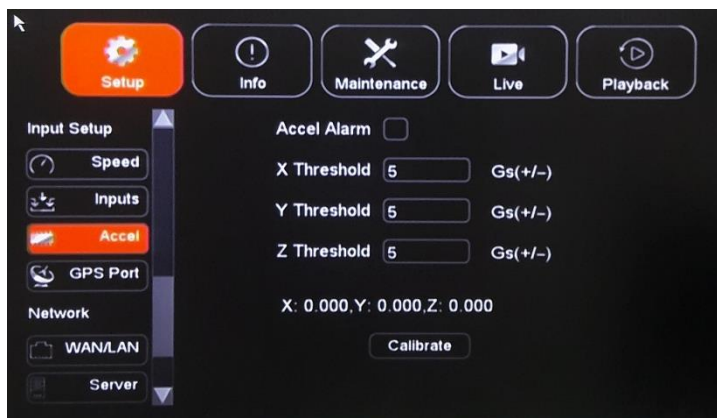 Setup
Info
Maintenance
Live
Playback
Input Setup
Speed
Inputs
Accel
GPS Port
Network
WAN/LAN
Server
Accel Alarm
X Threshold 5 Gs(+/-)
Y Threshold 5 Gs(+/-)
Z Threshold 5 Gs(+/-)
X: 0.000,Y: 0.000,Z: 0.000
Calibrate